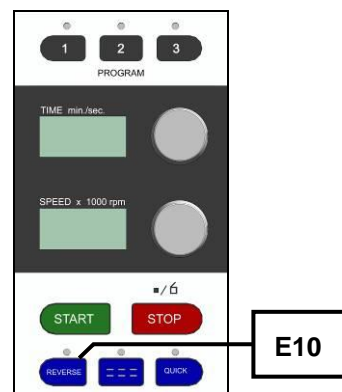 1 2 3
PROGRAM
TIME min./sec.
SPEED x 1000 rpm
START STOP
REVERSE QUICK
E10